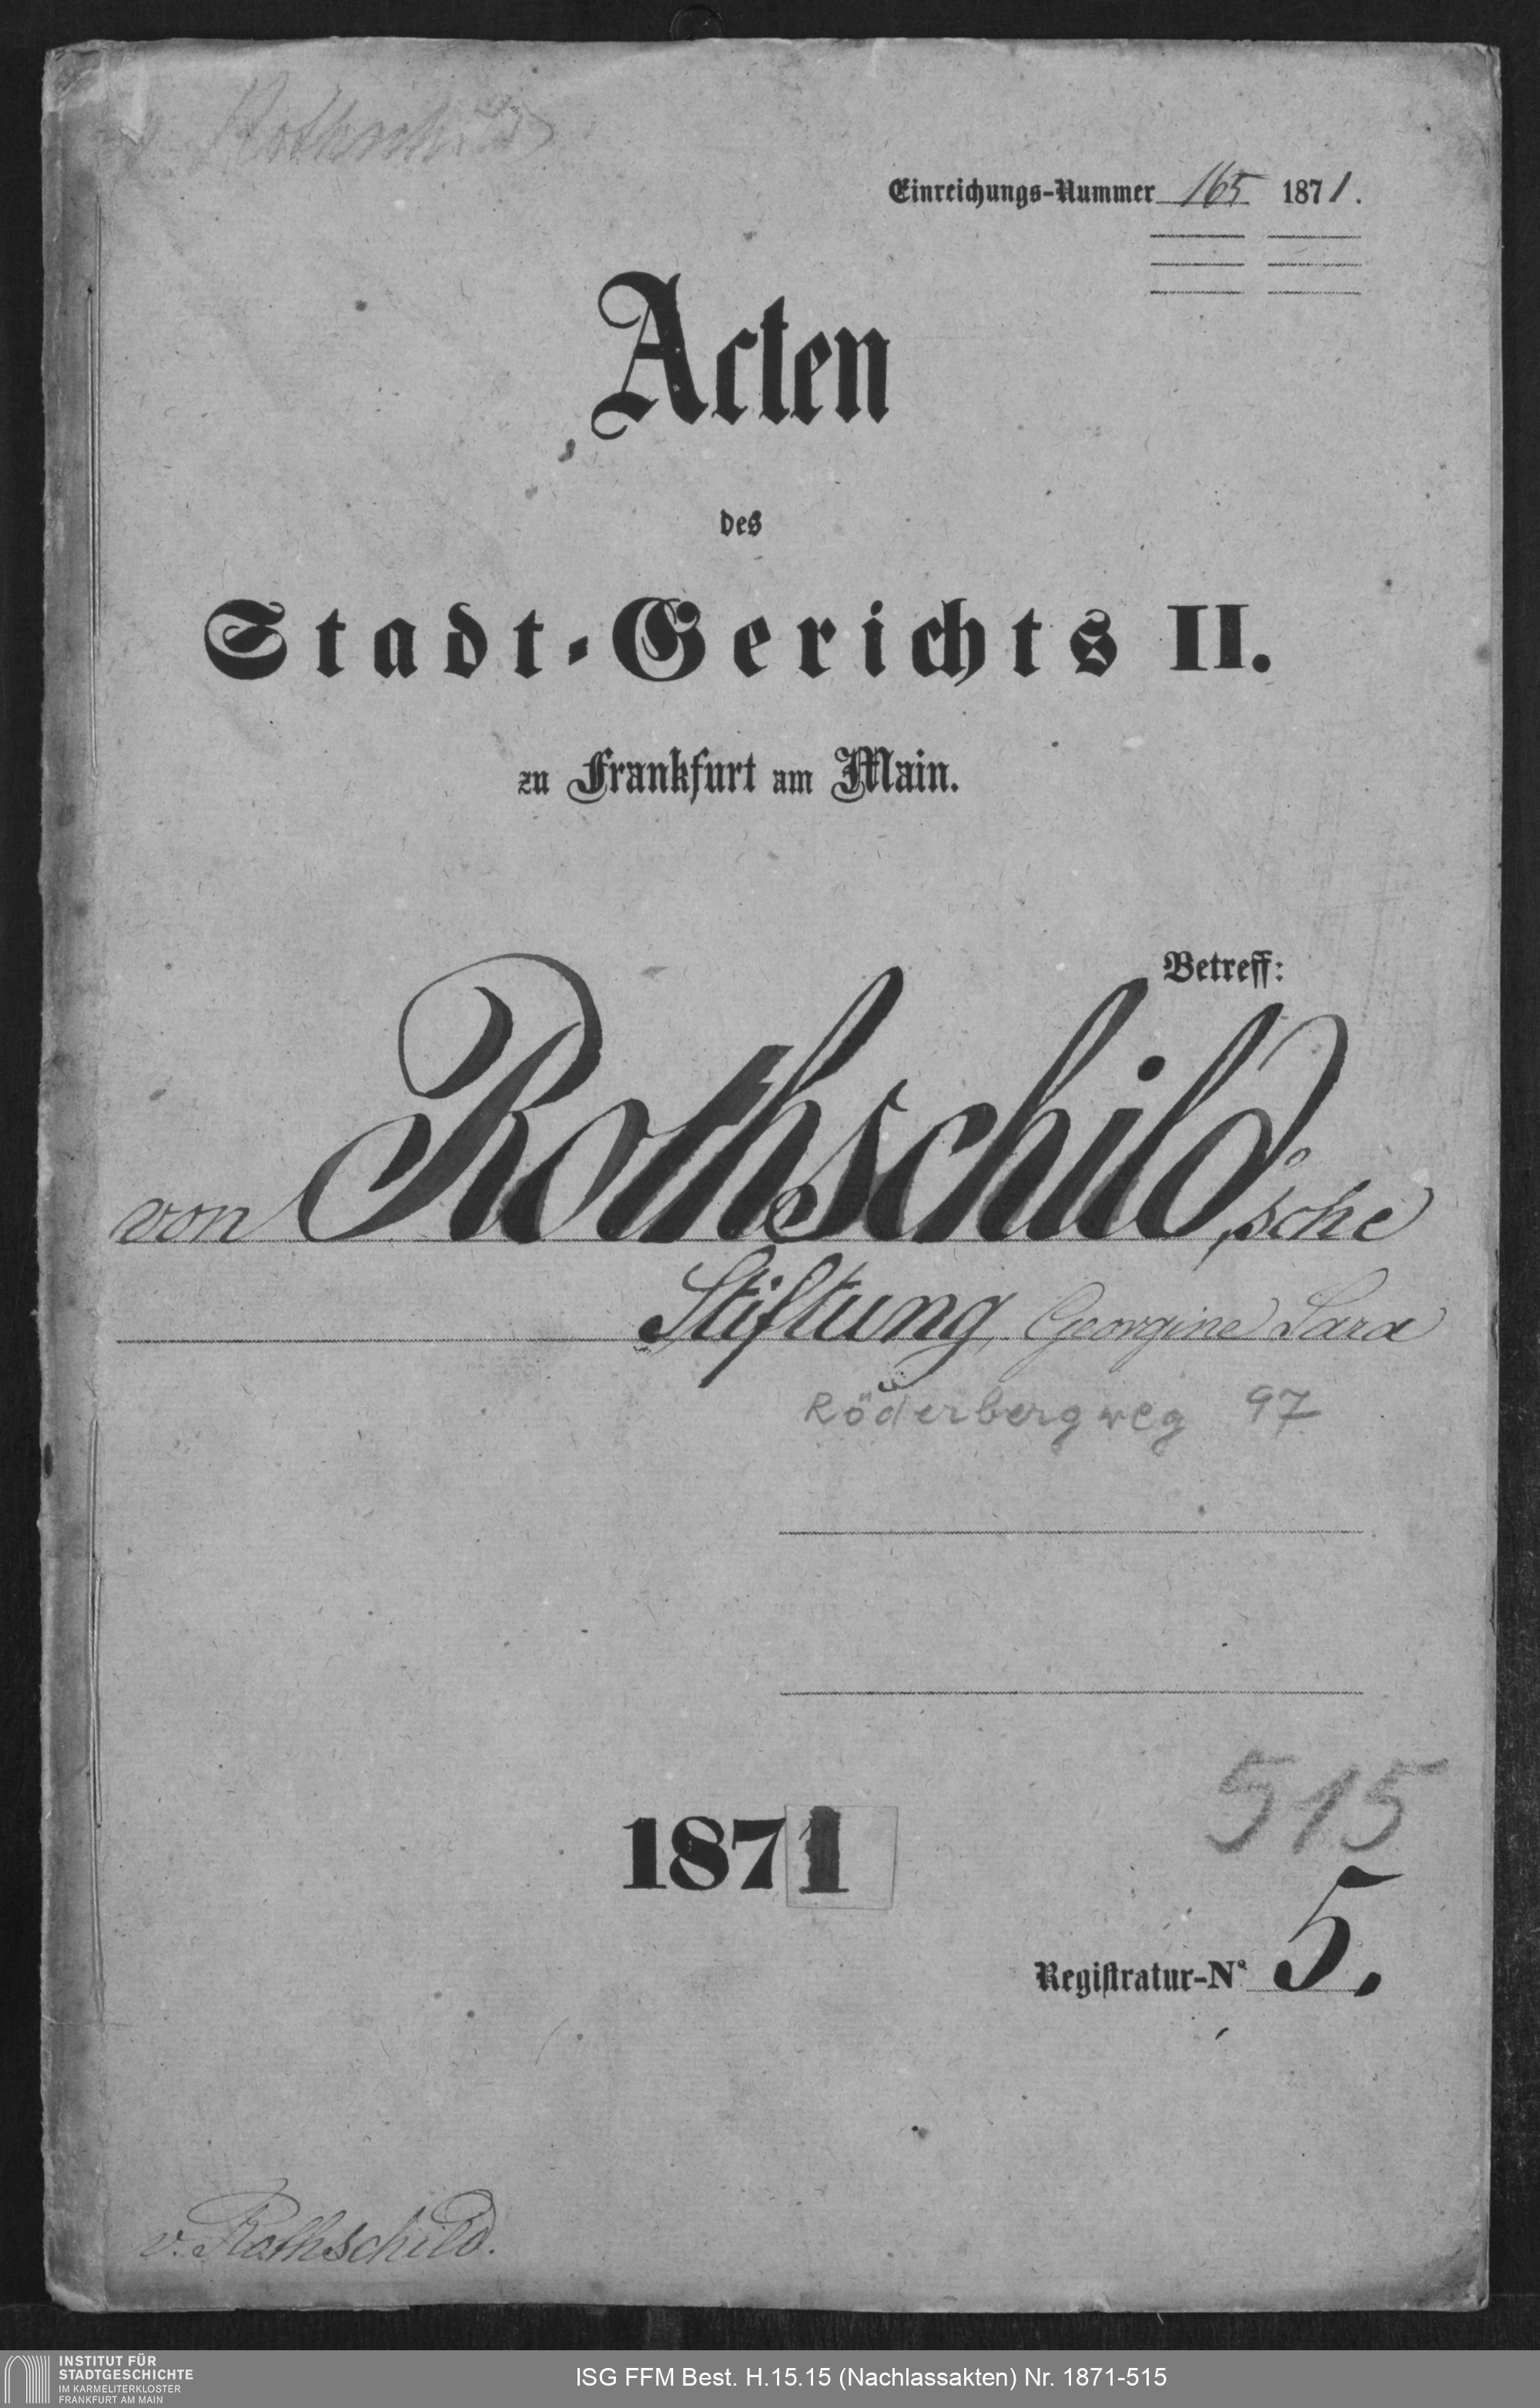 v. Rothschild
Einreichungs-Nummer 165 1871.
Acten
des
Stadt-Gerichts II.
zu Frankfurt am Main.
Betreff:
von Rothschild'sche
Stiftung, Georgine Sara
Röderbergweg 97
515
1871
Registratur-No 5.
v. Rothschild.
INSTITUT FÜR
STADTGESCHICHTE
IM KARMELITERKLOSTER
FRANKFURT AM MAIN
ISG FFM Best. H.15.15 (Nachlassakten) Nr. 1871-515